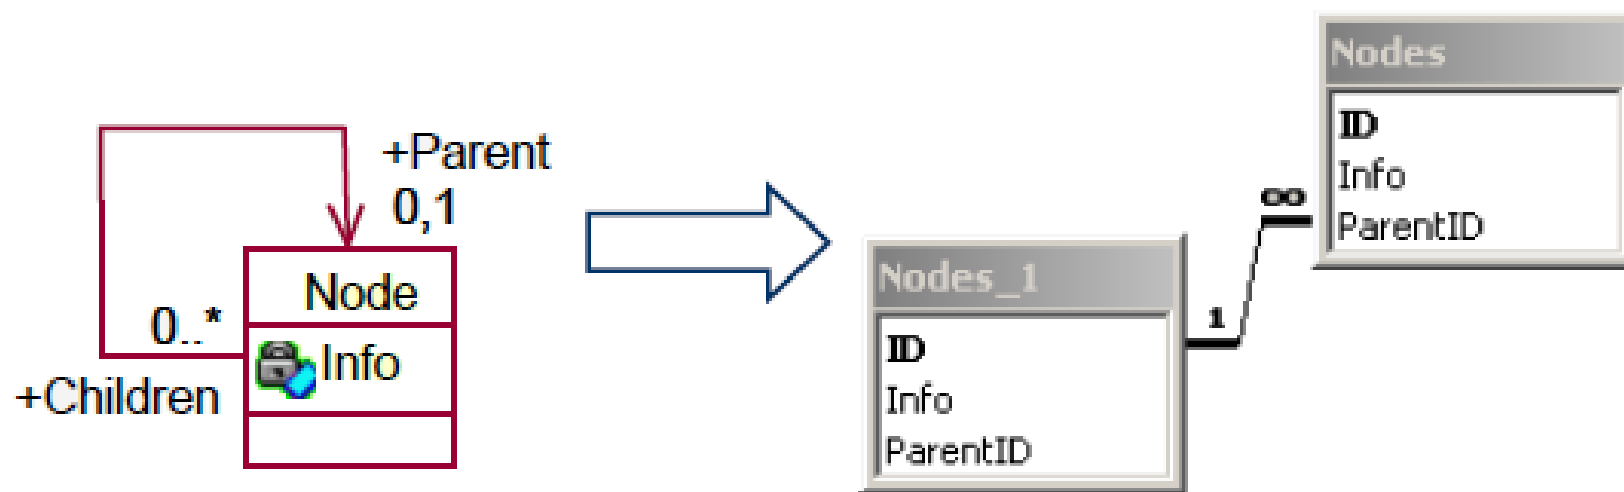 +Parent
0,1
Node
0..*
Info
+Children
Nodes
ID
Info
ParentID
∞
1
Nodes_1
ID
Info
ParentID